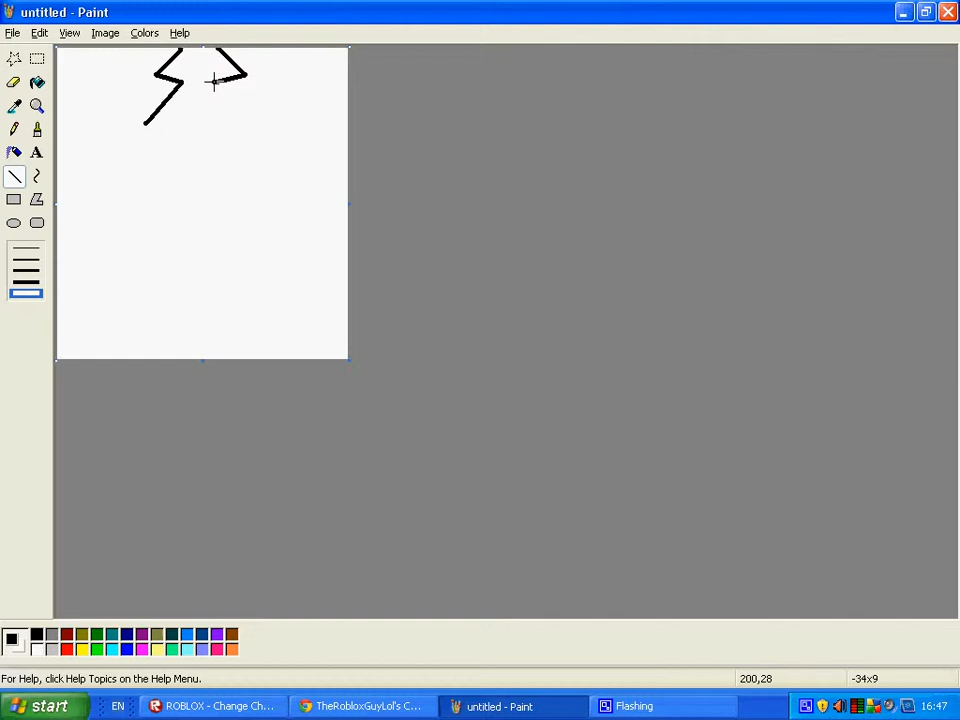 untitled - Paint
File Edit View Image Colors Help
A
For Help, click Help Topics on the Help Menu.
200,28
-34x9
start
EN
ROBLOX - Change Ch...
TheRobloxGuyLol's C...
untitled - Paint
Flashing
16:47